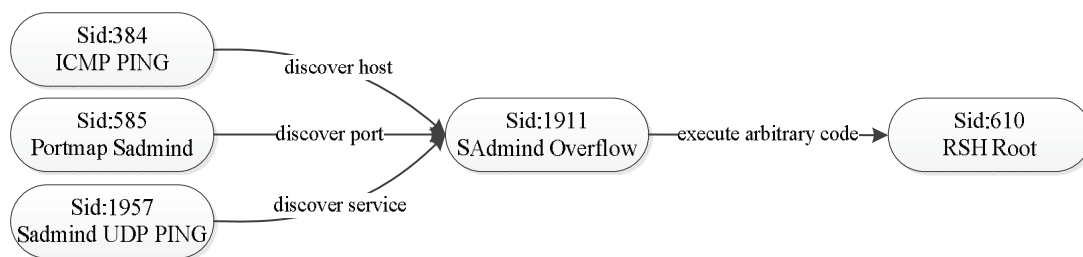 Sid:384
ICMP PING
discover host
Sid:585
Portmap Sadmind
discover port
Sid:1911
SAdmind Overflow
execute arbitrary code
Sid:610
RSH Root
Sid:1957
Sadmind UDP PING
discover service